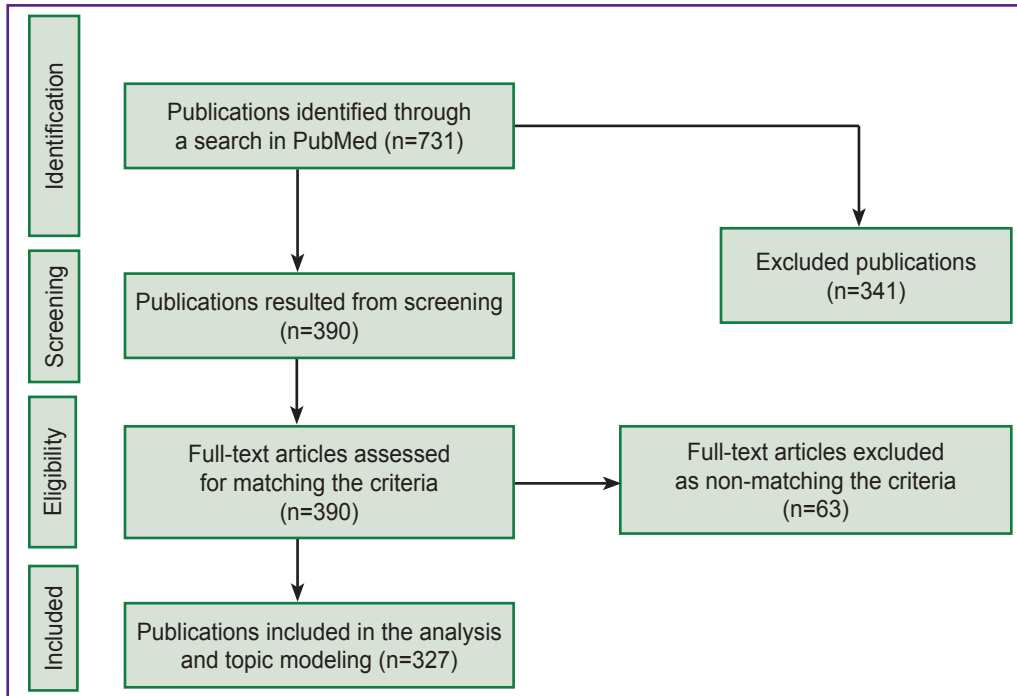 Identification
Publications identified through
a search in PubMed (n=731)
Excluded publications
(n=341)
Screening
Publications resulted from screening
(n=390)
Eligibility
Full-text articles assessed
for matching the criteria
(n=390)
Full-text articles excluded
as non-matching the criteria
(n=63)
Included
Publications included in the analysis
and topic modeling (n=327)